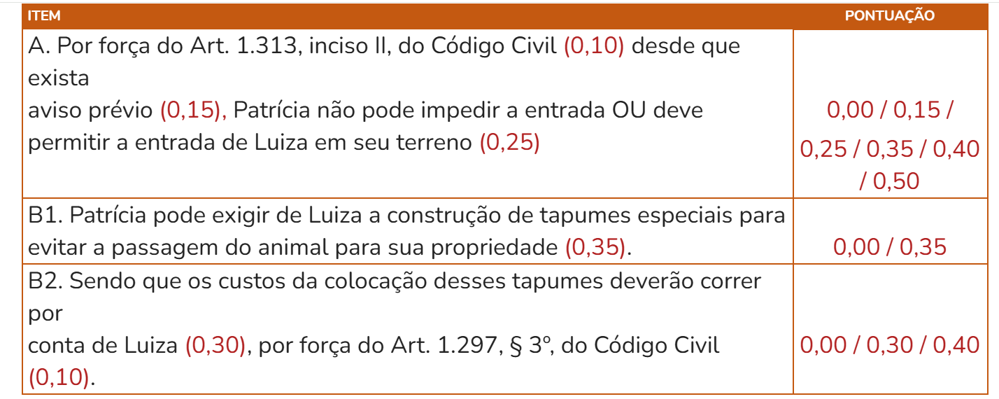 ITEM PONTUAÇÃO
A. Por força do Art. 1.313, inciso II, do Código Civil (0,10) desde que
exista
aviso prévio (0,15), Patrícia não pode impedir a entrada OU deve
permitir a entrada de Luiza em seu terreno (0,25)
0,00 / 0,15 /
0,25 / 0,35 / 0,40
/ 0,50
B1. Patrícia pode exigir de Luiza a construção de tapumes especiais para
evitar a passagem do animal para sua propriedade (0,35).
0,00 / 0,35
B2. Sendo que os custos da colocação desses tapumes deverão correr
por
conta de Luiza (0,30), por força do Art. 1.297, § 3º, do Código Civil
(0,10).
0,00 / 0,30 / 0,40